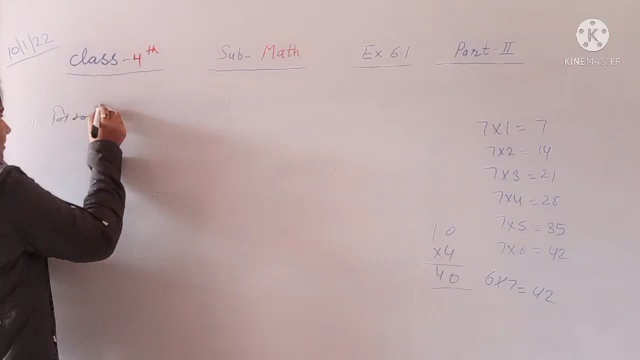 10/1/22
Class-4th Sub- Math Ex 6.1 Part-II
KINEMASTER
7x1 = 7
7x2 = 14
7x3 = 21
7x4 = 28
7x5 = 35
7x6 = 42
10
x4
40
6x7 = 42